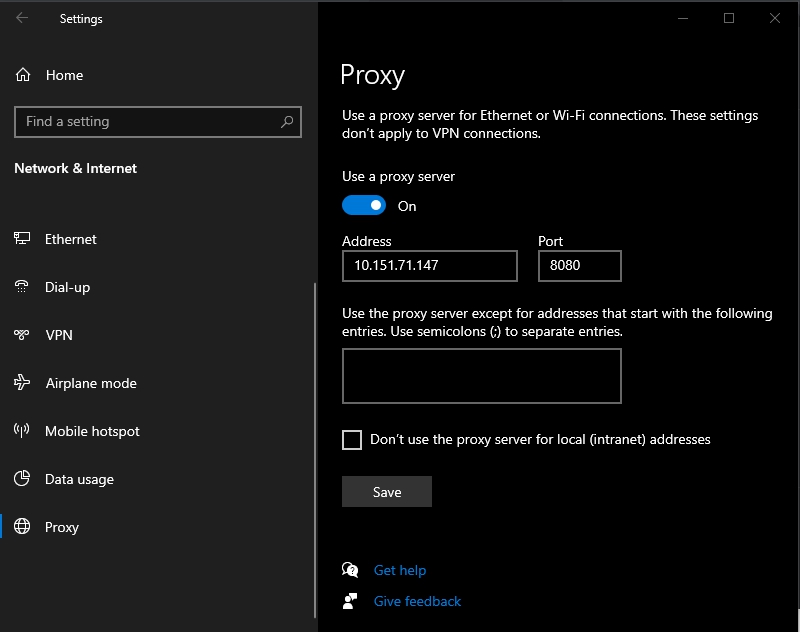 Settings
Home
Find a setting
Network & Internet
Ethernet
Dial-up
VPN
Airplane mode
Mobile hotspot
Data usage
Proxy
Proxy
Use a proxy server for Ethernet or Wi-Fi connections. These settings
don't apply to VPN connections.
Use a proxy server
On
Address
Port
10.151.71.147
8080
Use the proxy server except for addresses that start with the following
entries. Use semicolons (;) to separate entries.
Don't use the proxy server for local (intranet) addresses
Save
Get help
Give feedback